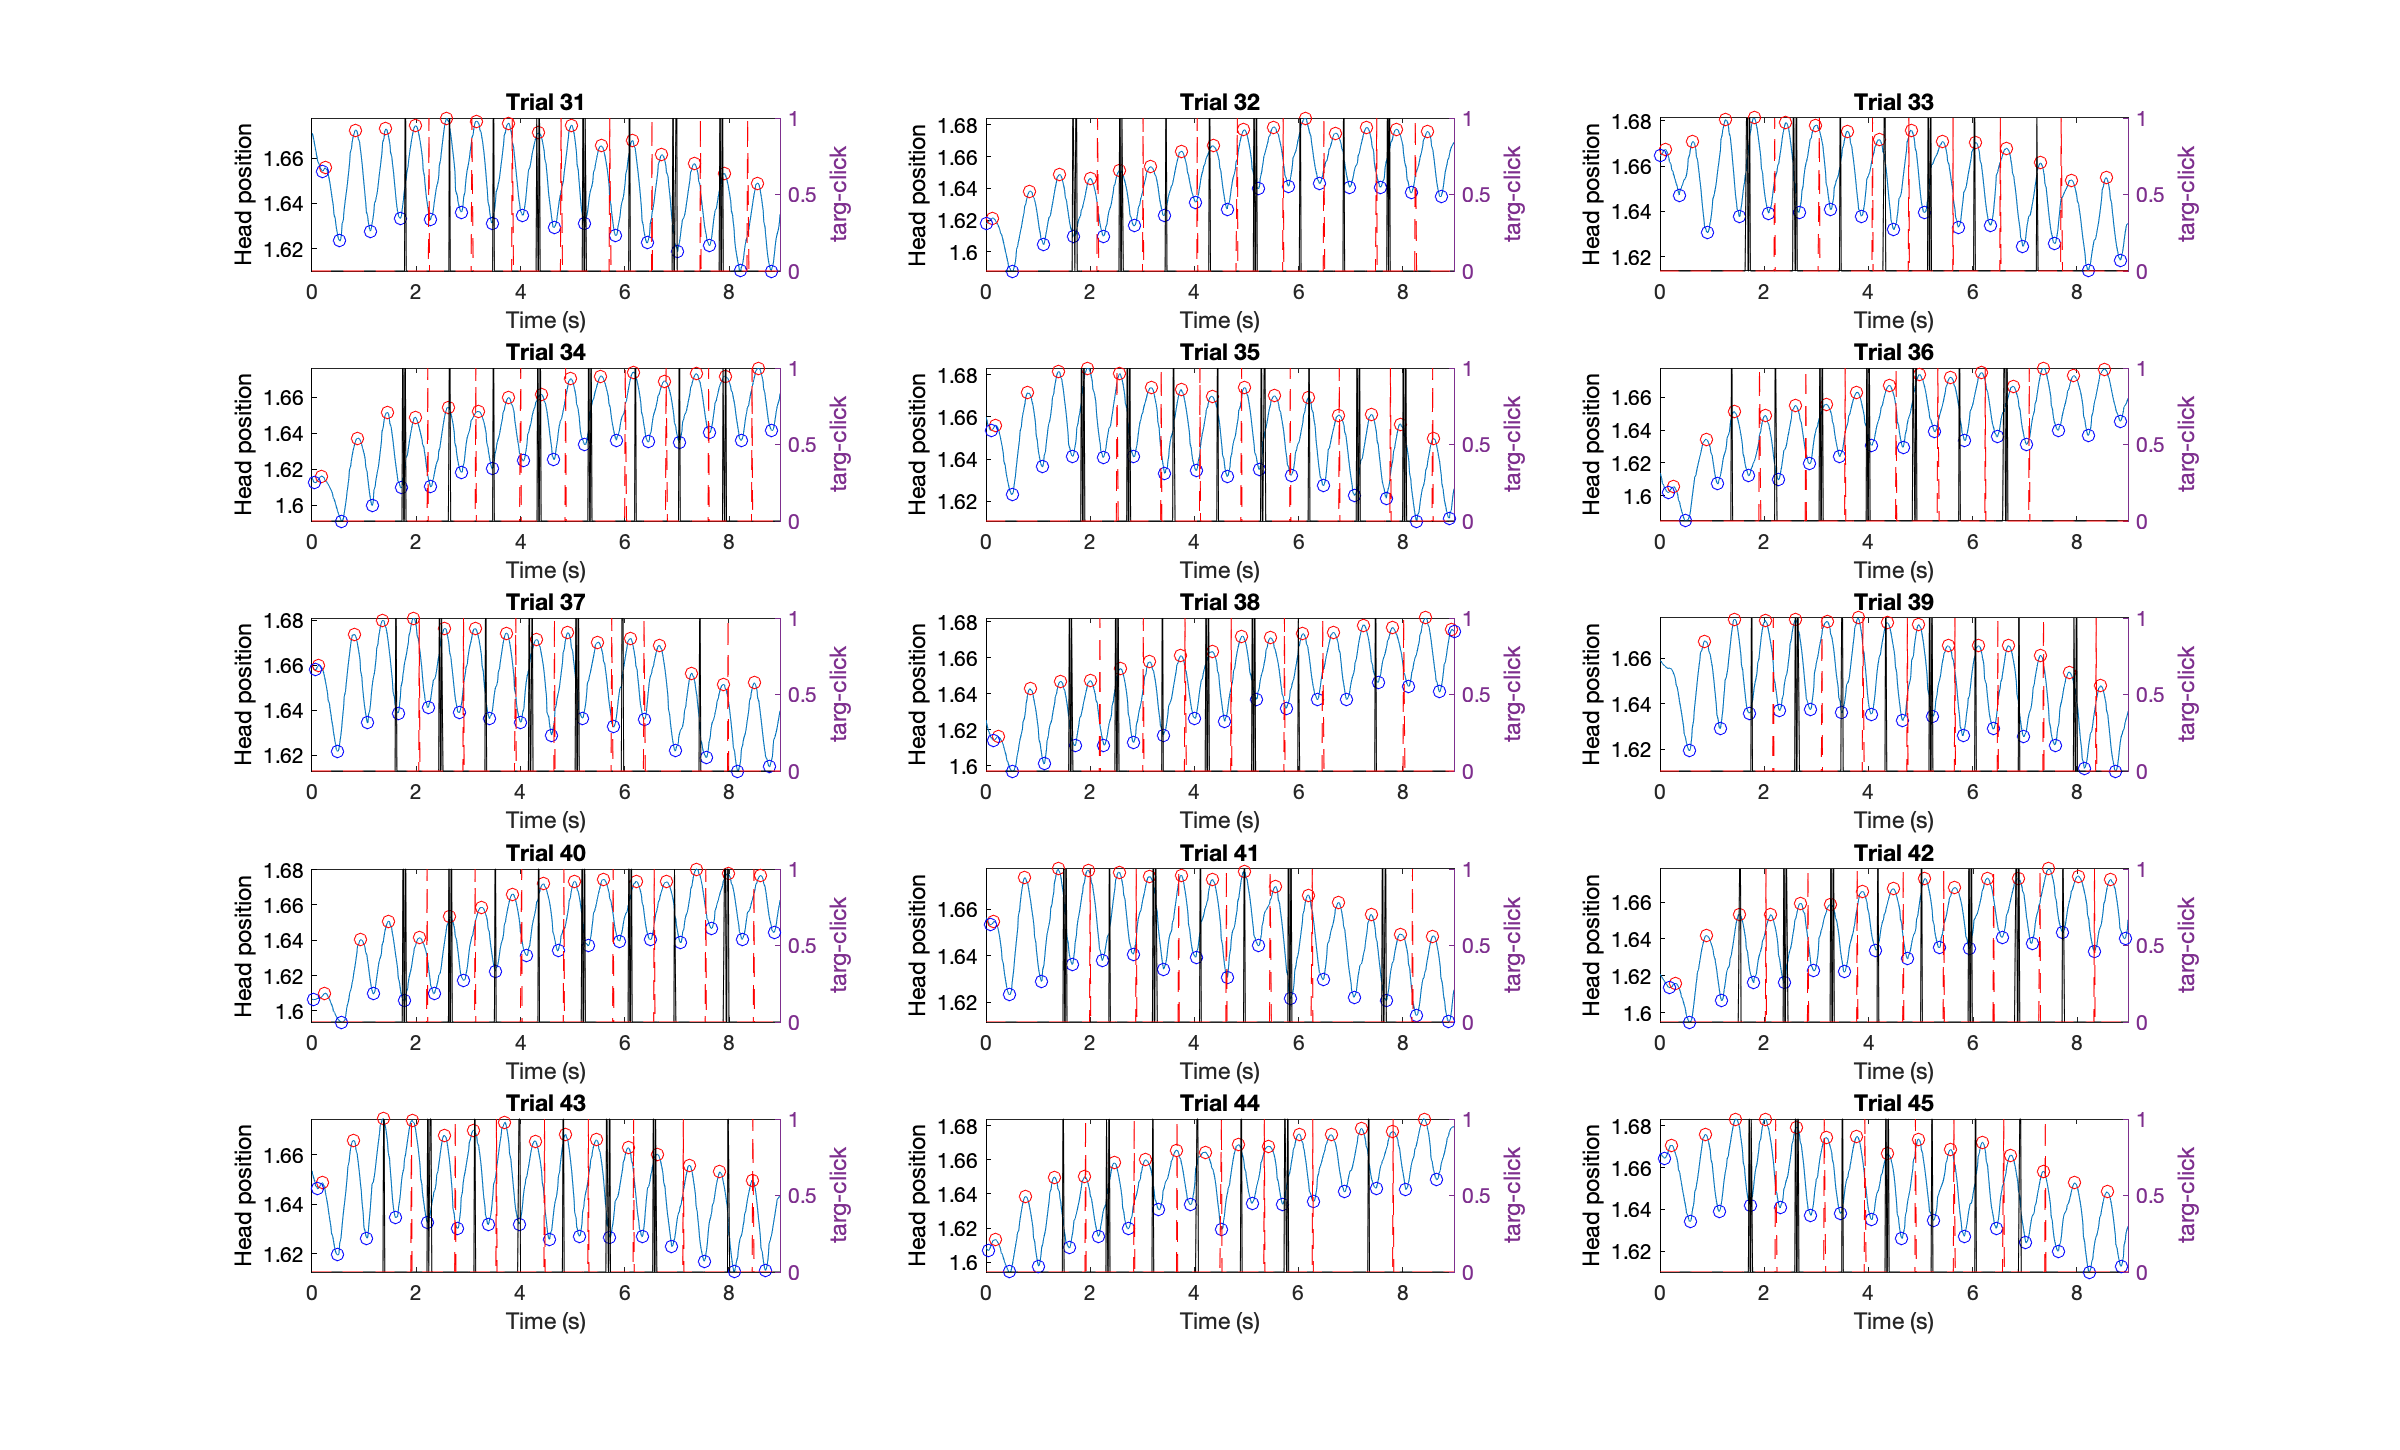 Trial 31 Trial 32 Trial 33
Head position 1.66 1.64 1.62 1 0.5 0 targ-click Head position 1.68 1.66 1.64 1.62 1.6 1 0.5 0 targ-click Head position 1.68 1.66 1.64 1.62 1 0.5 0 targ-click
0 2 4 6 8 0 2 4 6 8 0 2 4 6 8
Time (s) Time (s) Time (s)
Trial 34 Trial 35 Trial 36
Head position 1.66 1.64 1.62 1.6 1 0.5 0 targ-click Head position 1.68 1.66 1.64 1.62 1 0.5 0 targ-click Head position 1.66 1.64 1.62 1.6 1 0.5 0 targ-click
0 2 4 6 8 0 2 4 6 8 0 2 4 6 8
Time (s) Time (s) Time (s)
Trial 37 Trial 38 Trial 39
Head position 1.68 1.66 1.64 1.62 1 0.5 0 targ-click Head position 1.68 1.66 1.64 1.62 1.6 1 0.5 0 targ-click Head position 1.66 1.64 1.62 1 0.5 0 targ-click
0 2 4 6 8 0 2 4 6 8 0 2 4 6 8
Time (s) Time (s) Time (s)
Trial 40 Trial 41 Trial 42
Head position 1.68 1.66 1.64 1.62 1.6 1 0.5 0 targ-click Head position 1.66 1.64 1.62 1 0.5 0 targ-click Head position 1.66 1.64 1.62 1.6 1 0.5 0 targ-click
0 2 4 6 8 0 2 4 6 8 0 2 4 6 8
Time (s) Time (s) Time (s)
Trial 43 Trial 44 Trial 45
Head position 1.66 1.64 1.62 1 0.5 0 targ-click Head position 1.68 1.66 1.64 1.62 1.6 1 0.5 0 targ-click Head position 1.68 1.66 1.64 1.62 1 0.5 0 targ-click
0 2 4 6 8 0 2 4 6 8 0 2 4 6 8
Time (s) Time (s) Time (s)